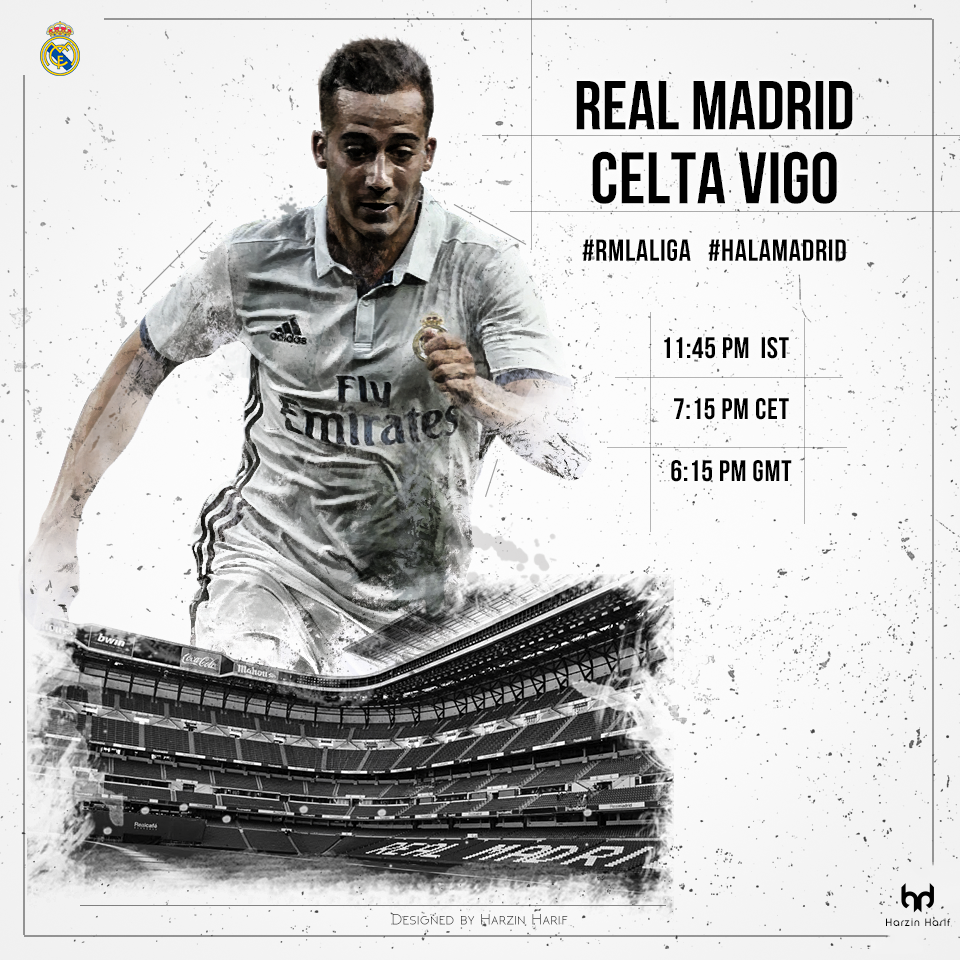 REAL MADRID
CELTA VIGO
#RMLALIGA #HALAMADRID
11:45 PM IST
7:15 PM CET
6:15 PM GMT
adidas
Fly
Emirates
bwin
Coca-Cola
Mahou
REAL MADRI
DESIGNED BY HARZIN HARIF
Harzin Harif